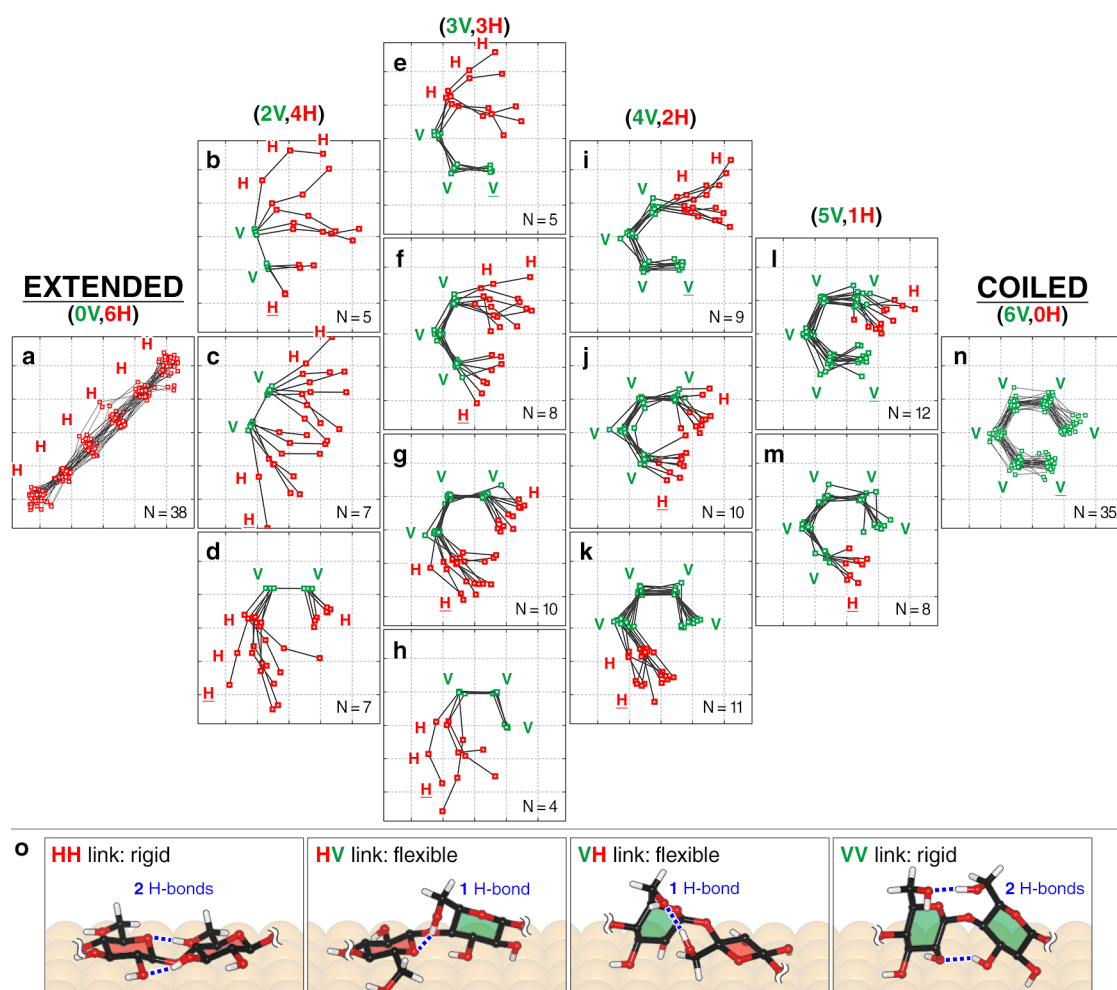 EXTENDED
(0V,6H)
a
H
H
H
H
H
H
N = 38
(2V,4H)
b
H
H
H
V
V
H
N = 5
c
H
H
V
V
H
H
N = 7
d
V
V
H
H
H
H
N = 7
(3V,3H)
e
H
H
H
V
V
V
N = 5
f
H
H
V
V
V
H
N = 8
g
V
V
H
V
H
H
N = 10
h
V
V
H
V
H
H
N = 4
(4V,2H)
i
H
H
V
V
V
V
N = 9
j
V
V
H
V
V
H
N = 10
k
V
V
V
V
H
H
N = 11
(5V,1H)
l
V
V
H
V
V
V
N = 12
m
V
V
V
V
V
H
N = 8
COILED
(6V,0H)
n
V
V
V
V
V
V
N = 35
o
HH link: rigid
2 H-bonds
HV link: flexible
1 H-bond
VH link: flexible
1 H-bond
VV link: rigid
2 H-bonds